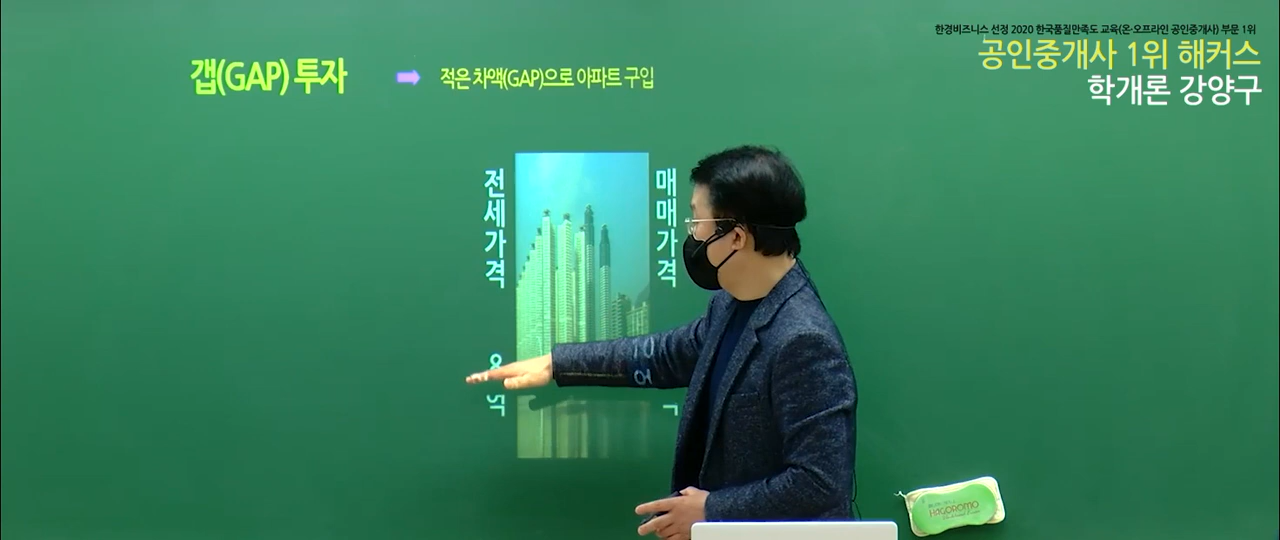 한경비즈니스 선정 2020 한국품질만족도 교육(온·오프라인 공인중개사) 부문 1위
공인중개사 1위 해커스
학개론 강양구
갭(GAP) 투자
적은 차액(GAP)으로 아파트 구입
전세가격
매매가격
억
HAGOROMO